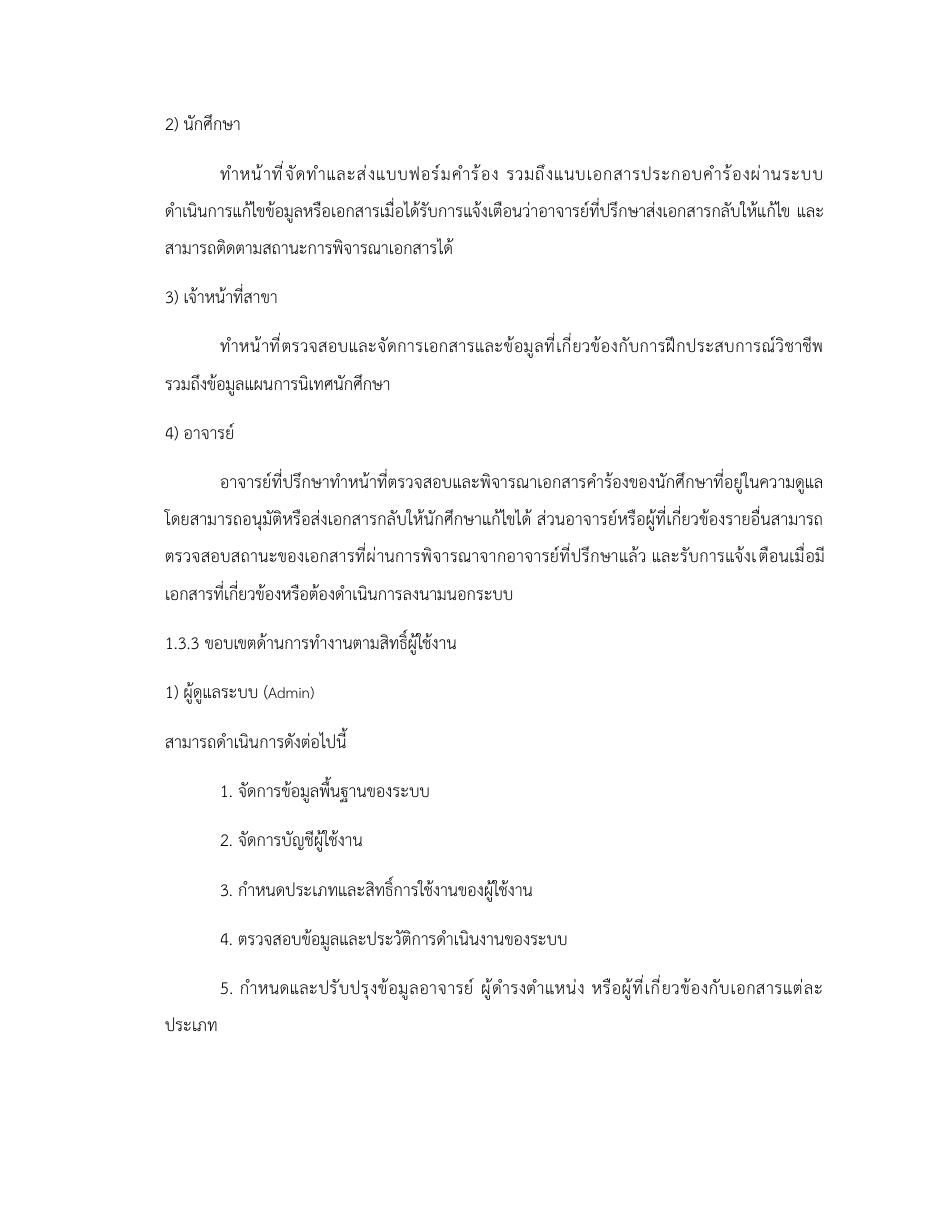 2) นักศึกษา
ทำหน้าที่จัดทำและส่งแบบฟอร์มคำร้อง รวมถึงแนบเอกสารประกอบคำร้องผ่านระบบ
ดำเนินการแก้ไขข้อมูลหรือเอกสารเมื่อได้รับการแจ้งเตือนว่าอาจารย์ที่ปรึกษาส่งเอกสารกลับให้แก้ไข และ
สามารถติดตามสถานะการพิจารณาเอกสารได้
3) เจ้าหน้าที่สาขา
ทำหน้าที่ตรวจสอบและจัดการเอกสารและข้อมูลที่เกี่ยวข้องกับการฝึกประสบการณ์วิชาชีพ
รวมถึงข้อมูลแผนการนิเทศนักศึกษา
4) อาจารย์
อาจารย์ที่ปรึกษาทำหน้าที่ตรวจสอบและพิจารณาเอกสารคำร้องของนักศึกษาที่อยู่ในความดูแล
โดยสามารถอนุมัติหรือส่งเอกสารกลับให้นักศึกษาแก้ไขได้ ส่วนอาจารย์หรือผู้ที่เกี่ยวข้องรายอื่นสามารถ
ตรวจสอบสถานะของเอกสารที่ผ่านการพิจารณาจากอาจารย์ที่ปรึกษาแล้ว และรับการแจ้งเตือนเมื่อมี
เอกสารที่เกี่ยวข้องหรือต้องดำเนินการลงนามนอกระบบ
1.3.3 ขอบเขตด้านการทำงานตามสิทธิ์ผู้ใช้งาน
1) ผู้ดูแลระบบ (Admin)
สามารถดำเนินการดังต่อไปนี้
1. จัดการข้อมูลพื้นฐานของระบบ
2. จัดการบัญชีผู้ใช้งาน
3. กำหนดประเภทและสิทธิ์การใช้งานของผู้ใช้งาน
4. ตรวจสอบข้อมูลและประวัติการดำเนินงานของระบบ
5. กำหนดและปรับปรุงข้อมูลอาจารย์ ผู้ดำรงตำแหน่ง หรือผู้ที่เกี่ยวข้องกับเอกสารแต่ละ
ประเภท